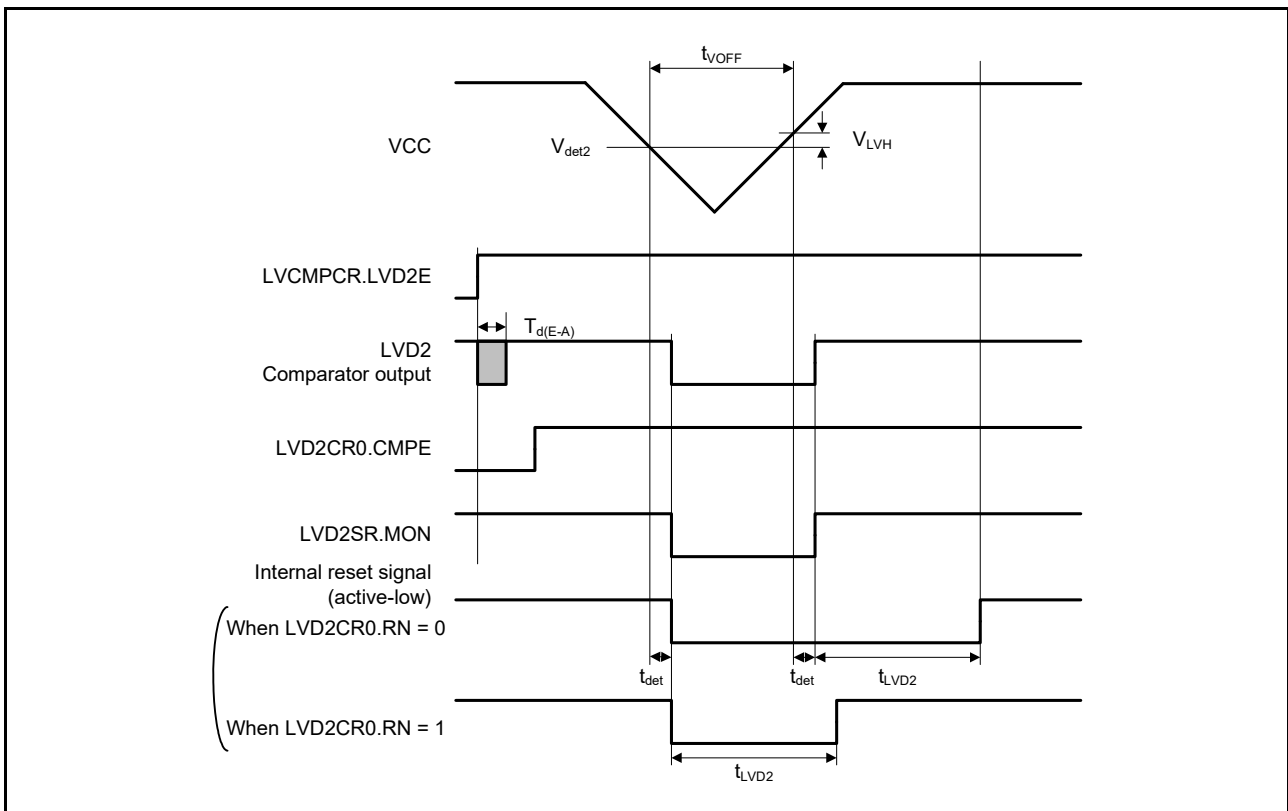 tVOFF
VCC
Vdet2
VLVH
LVCMPCR.LVD2E
Td(E-A)
LVD2
Comparator output
LVD2CR0.CMPE
LVD2SR.MON
Internal reset signal
(active-low)
When LVD2CR0.RN = 0
tdet
tdet
tLVD2
When LVD2CR0.RN = 1
tLVD2